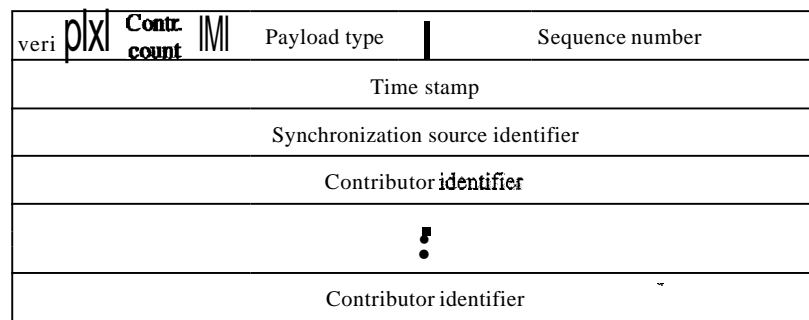 veri p|x| Contr. count |M| Payload type | Sequence number
Time stamp
Synchronization source identifier
Contributor identifier
Contributor identifier